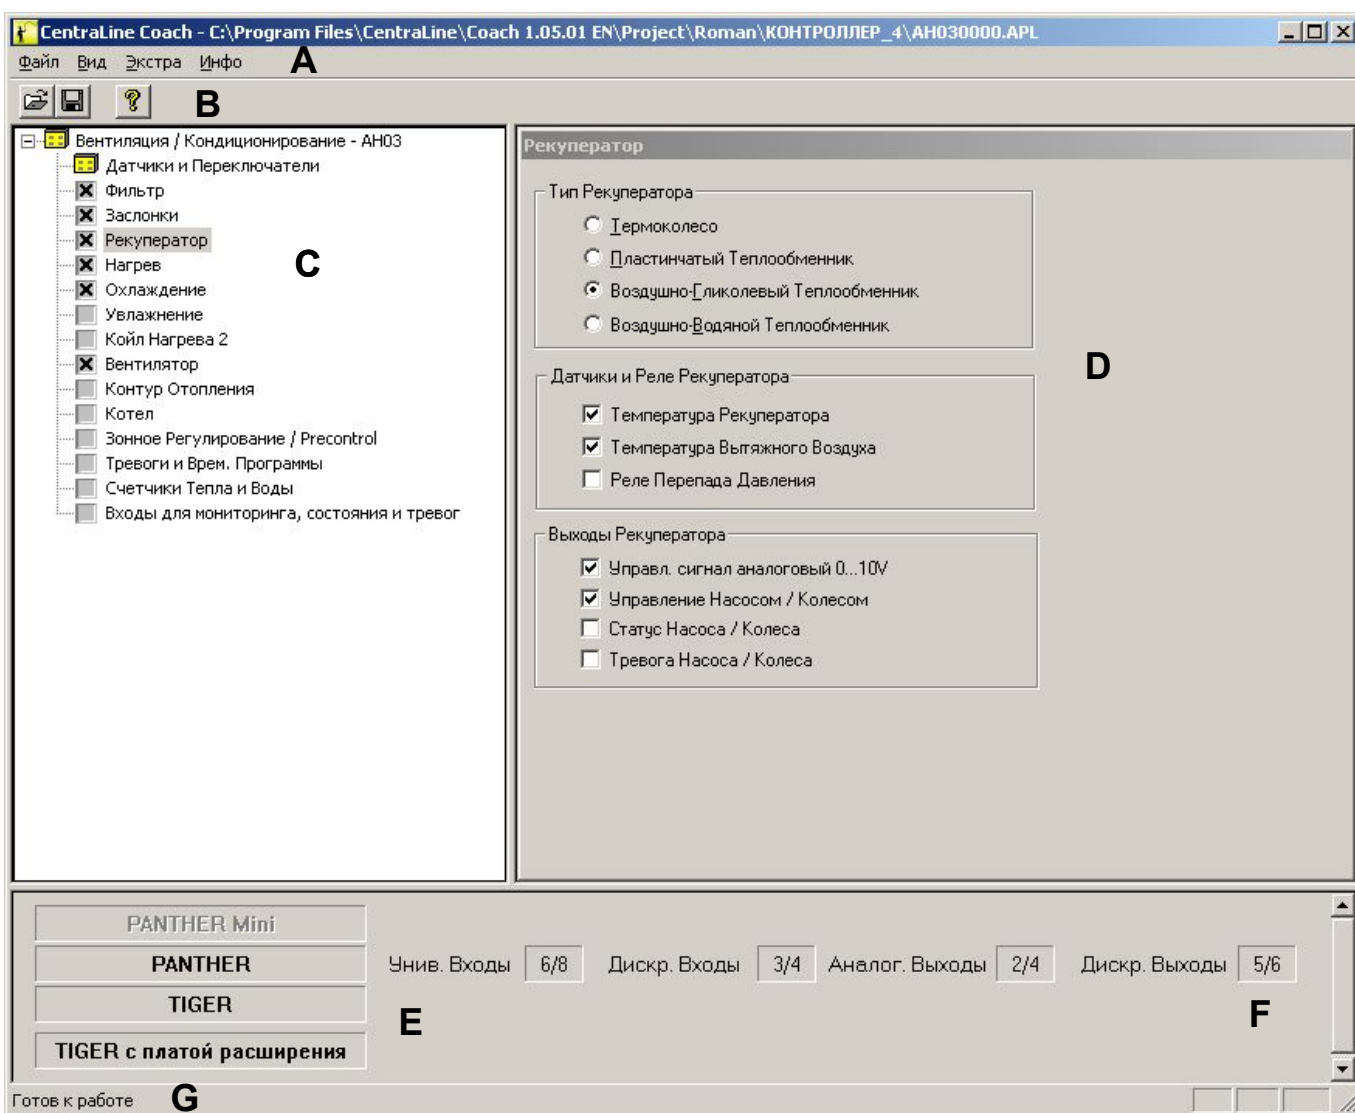 CentraLine Coach - C:\Program Files\CentraLine\Coach 1.05.01 EN\Project\Roman\КОНТРОЛЛЕР_4\AH030000.APL
Файл Вид Экстра Инфо A
B
Вентиляция / Кондиционирование - AH03
Датчики и Переключатели
Фильтр
Заслонки
Рекуператор
Нагрев
Охлаждение
Увлажнение
Койл Нагрева 2
Вентилятор
Контур Отопления
Котел
Зонное Регулирование / Precontrol
Тревоги и Врем. Программы
Счетчики Тепла и Воды
Входы для мониторинга, состояния и тревог
C
Рекуператор
Тип Рекуператора
Термоколесо
Пластинчатый Теплообменник
Воздушно-Гликолевый Теплообменник
Воздушно-Водяной Теплообменник
D
Датчики и Реле Рекуператора
Температура Рекуператора
Температура Вытяжного Воздуха
Реле Перепада Давления
Выходы Рекуператора
Управл. сигнал аналоговый 0...10V
Управление Насосом / Колесом
Статус Насоса / Колеса
Тревога Насоса / Колеса
PANTHER Mini
PANTHER
TIGER
TIGER с платой расширения
Унив. Входы 6/8 Дискр. Входы 3/4 Аналог. Выходы 2/4 Дискр. Выходы 5/6
E
F
Готов к работе G